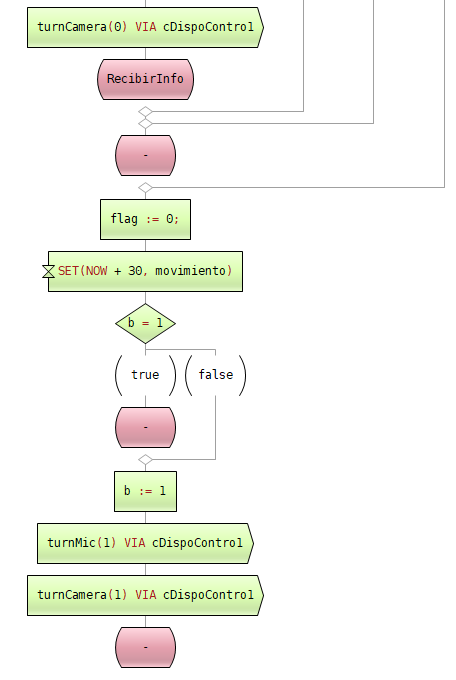 turnCamera(0) VIA cDispoControl
RecibirInfo
-
flag := 0;
SET(NOW + 30, movimiento)
b = 1
true false
-
b := 1
turnMic(1) VIA cDispoControl
turnCamera(1) VIA cDispoControl
-